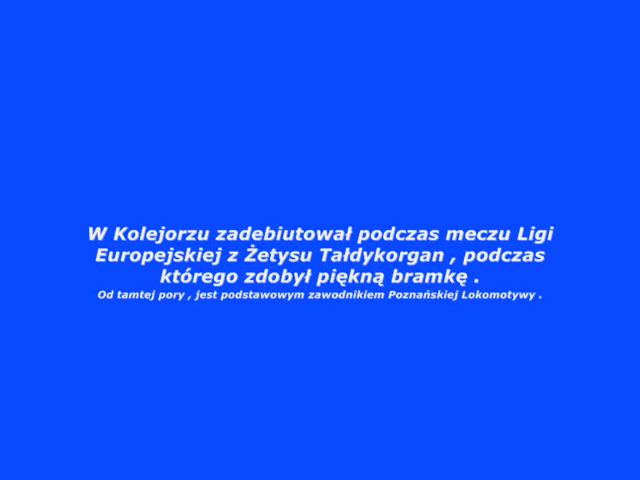 W Kolejorzu zadebiutował podczas meczu Ligi
Europejskiej z Żetysu Tałdykorgan , podczas
którego zdobył piękną bramkę .
Od tamtej pory , jest podstawowym zawodnikiem Poznańskiej Lokomotywy .